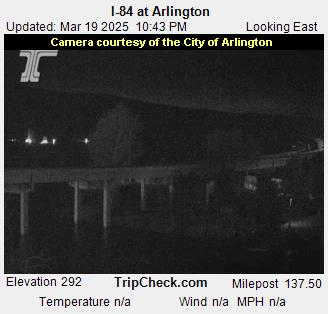 I-84 at Arlington
Updated: Mar 19 2025 10:43 PM Looking East
Camera courtesy of the City of Arlington
Elevation 292 TripCheck.com Milepost 137.50
Temperature n/a Wind n/a MPH n/a